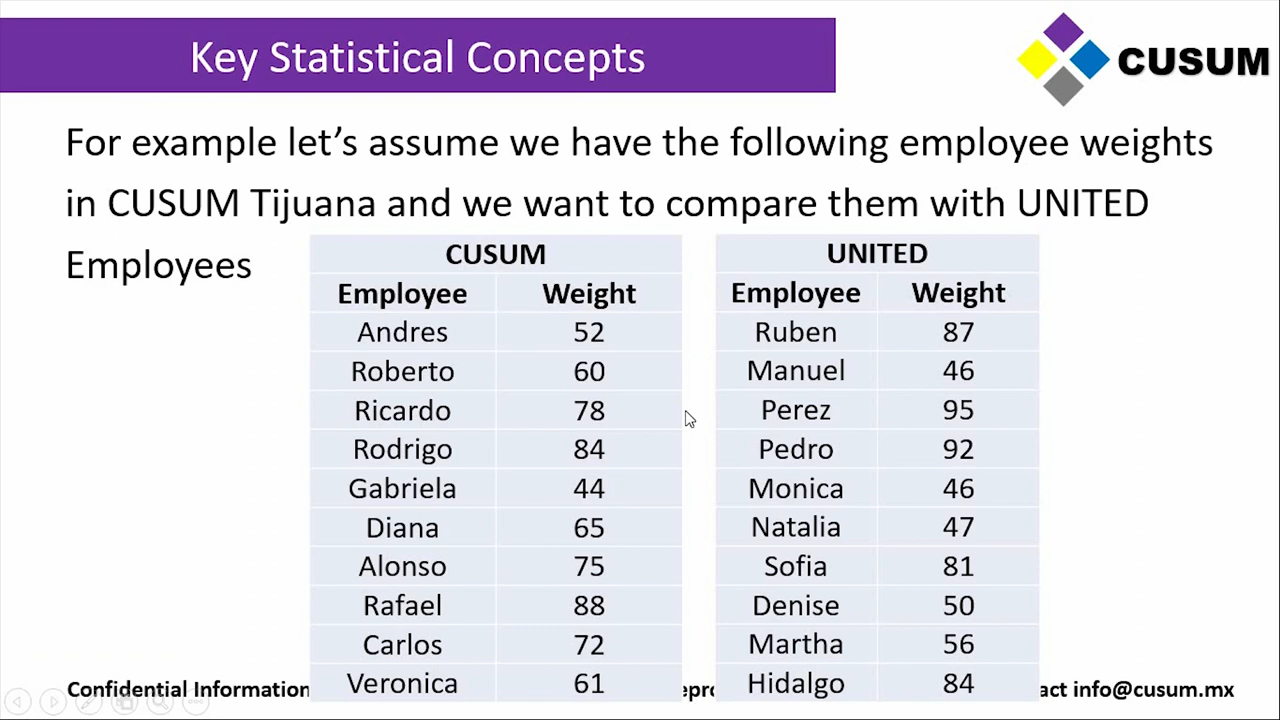 Key Statistical Concepts
CUSUM
For example let's assume we have the following employee weights
in CUSUM Tijuana and we want to compare them with UNITED
Employees
CUSUM
Employee Weight
Andres 52
Roberto 60
Ricardo 78
Rodrigo 84
Gabriela 44
Diana 65
Alonso 75
Rafael 88
Carlos 72
Veronica 61
UNITED
Employee Weight
Ruben 87
Manuel 46
Perez 95
Pedro 92
Monica 46
Natalia 47
Sofia 81
Denise 50
Martha 56
Hidalgo 84
Confidential Information info@cusum.mx